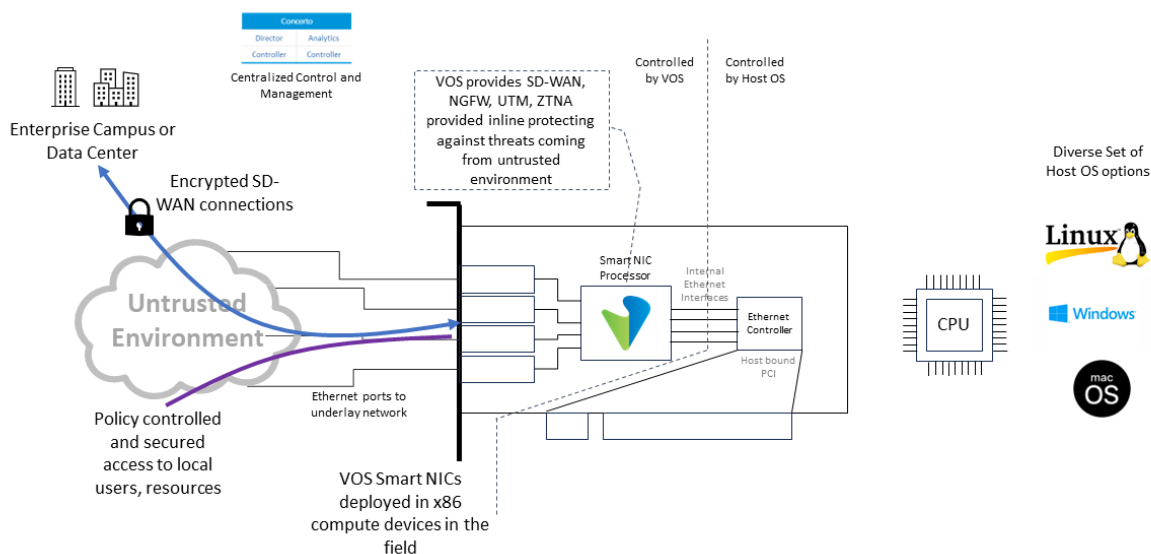 Concerto
Director Analytics
Controller Controller
Centralized Control and
Management
Enterprise Campus or
Data Center
Encrypted SD-
WAN connections
Untrusted
Environment
Policy controlled
and secured
access to local
users, resources
Ethernet ports to
underlay network
VOS Smart NICs
deployed in x86
compute devices in the
field
VOS provides SD-WAN,
NGFW, UTM, ZTNA
provided inline protecting
against threats coming
from untrusted
environment
Controlled
by VOS
Controlled
by Host OS
Smart NIC
Processor
Internal
Ethernet
Interfaces
Ethernet
Controller
Host bound
PCI
CPU
Diverse Set of
Host OS options
Linux
Windows
mac
OS